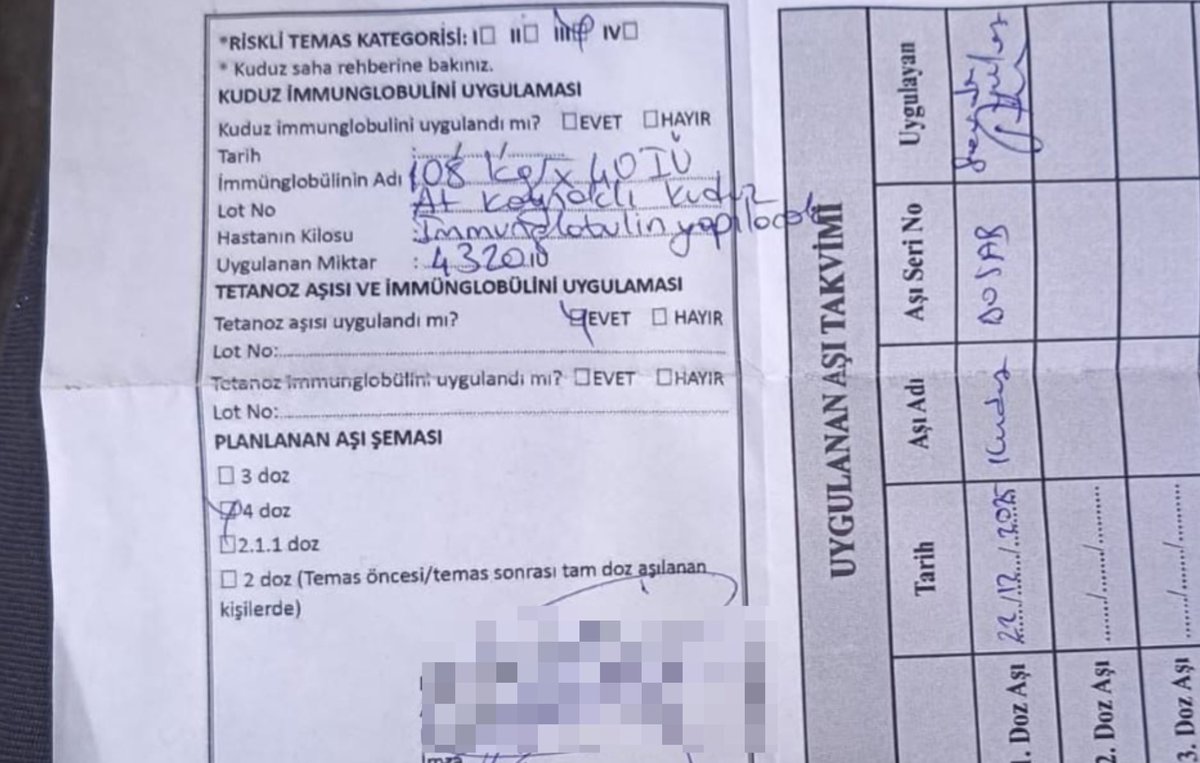 *RİSKLİ TEMAS KATEGORİSİ: I☐ II☐ III☐ IV☐
* Kuduz saha rehberine bakınız.
KUDUZ İMMUNGLOBULİNİ UYGULAMASI
Kuduz immunglobulini uygulandı mı? ☐EVET ☐HAYIR
Tarih
İmmünglobülinin Adı 108 kg x 40 IÜ
Lot No At kaynaklı kuduz
Hastanın Kilosu : İmmunglobulin yapılacak
Uygulanan Miktar : 4320 IÜ
TETANOZ AŞISI VE İMMÜNGLOBÜLİNİ UYGULAMASI
Tetanoz aşısı uygulandı mı? ☐EVET ☐ HAYIR
Lot No:
Tetanoz immunglobülini uygulandı mı? ☐EVET ☐HAYIR
Lot No:
PLANLANAN AŞI ŞEMASI
☐ 3 doz
☐ 4 doz
☐ 2.1.1 doz
☐ 2 doz (Temas öncesi/temas sonrası tam doz aşılanan
kişilerde)
İmza
UYGULANAN AŞI TAKVİMİ
Tarih Aşı Adı Aşı Seri No Uygulayan
1. Doz Aşı 22/12/2025 Kuduz
2. Doz Aşı ....../....../......
3. Doz Aşı ....../....../......